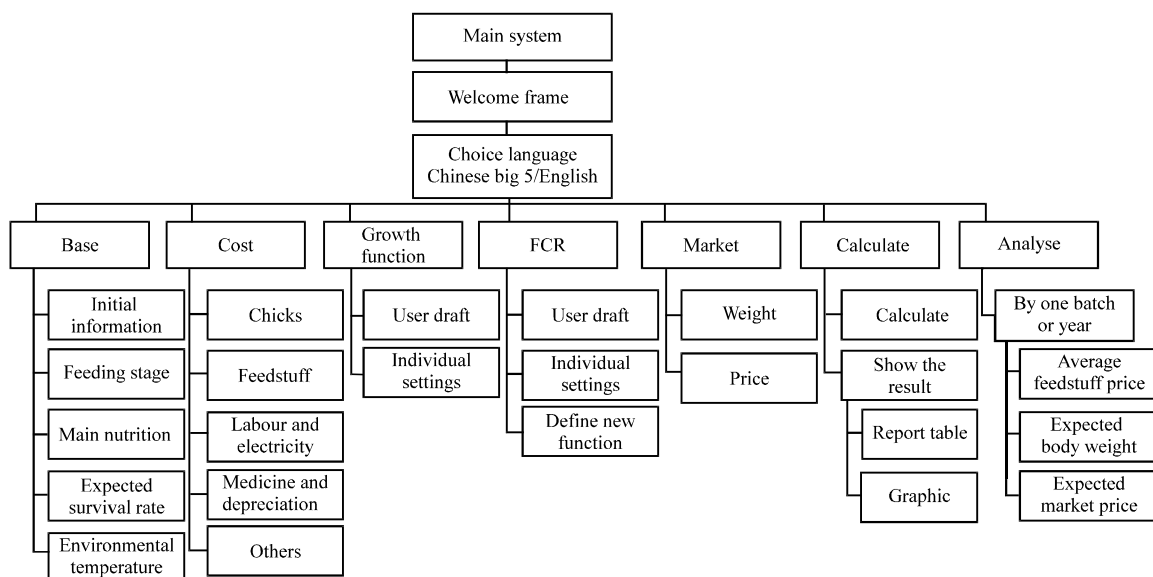 Main system
Welcome frame
Choice language
Chinese big 5/English
Base
Cost
Growth
function
FCR
Market
Calculate
Analyse
Initial
information
Feeding stage
Main nutrition
Expected
survival rate
Environmental
temperature
Chicks
Feedstuff
Labour and
electricity
Medicine and
depreciation
Others
User draft
Individual
settings
User draft
Individual
settings
Define new
function
Weight
Price
Calculate
Show the
result
Report table
Graphic
By one batch
or year
Average
feedstuff price
Expected
body weight
Expected
market price